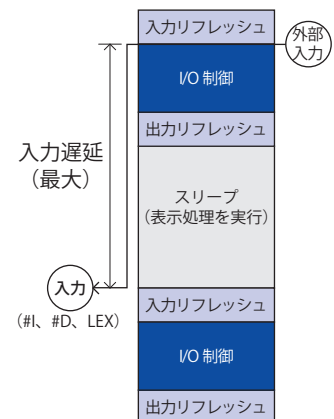 入力リフレッシュ
外部
入力
I/O 制御
出力リフレッシュ
入力遅延
（最大）
スリープ
（表示処理を実行）
入力
（#I、#D、LEX）
入力リフレッシュ
I/O 制御
出力リフレッシュ